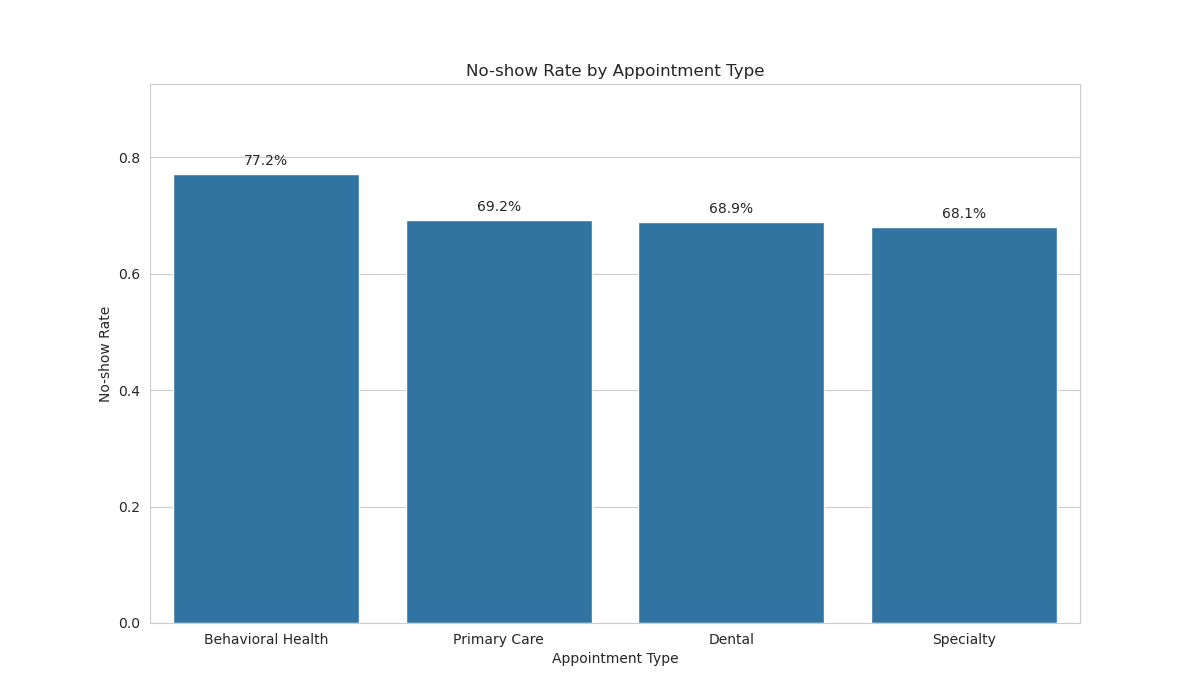 No-show Rate by Appointment Type
No-show Rate
0.8
0.6
0.4
0.2
0.0
77.2%
69.2%
68.9%
68.1%
Behavioral Health
Primary Care
Dental
Specialty
Appointment Type